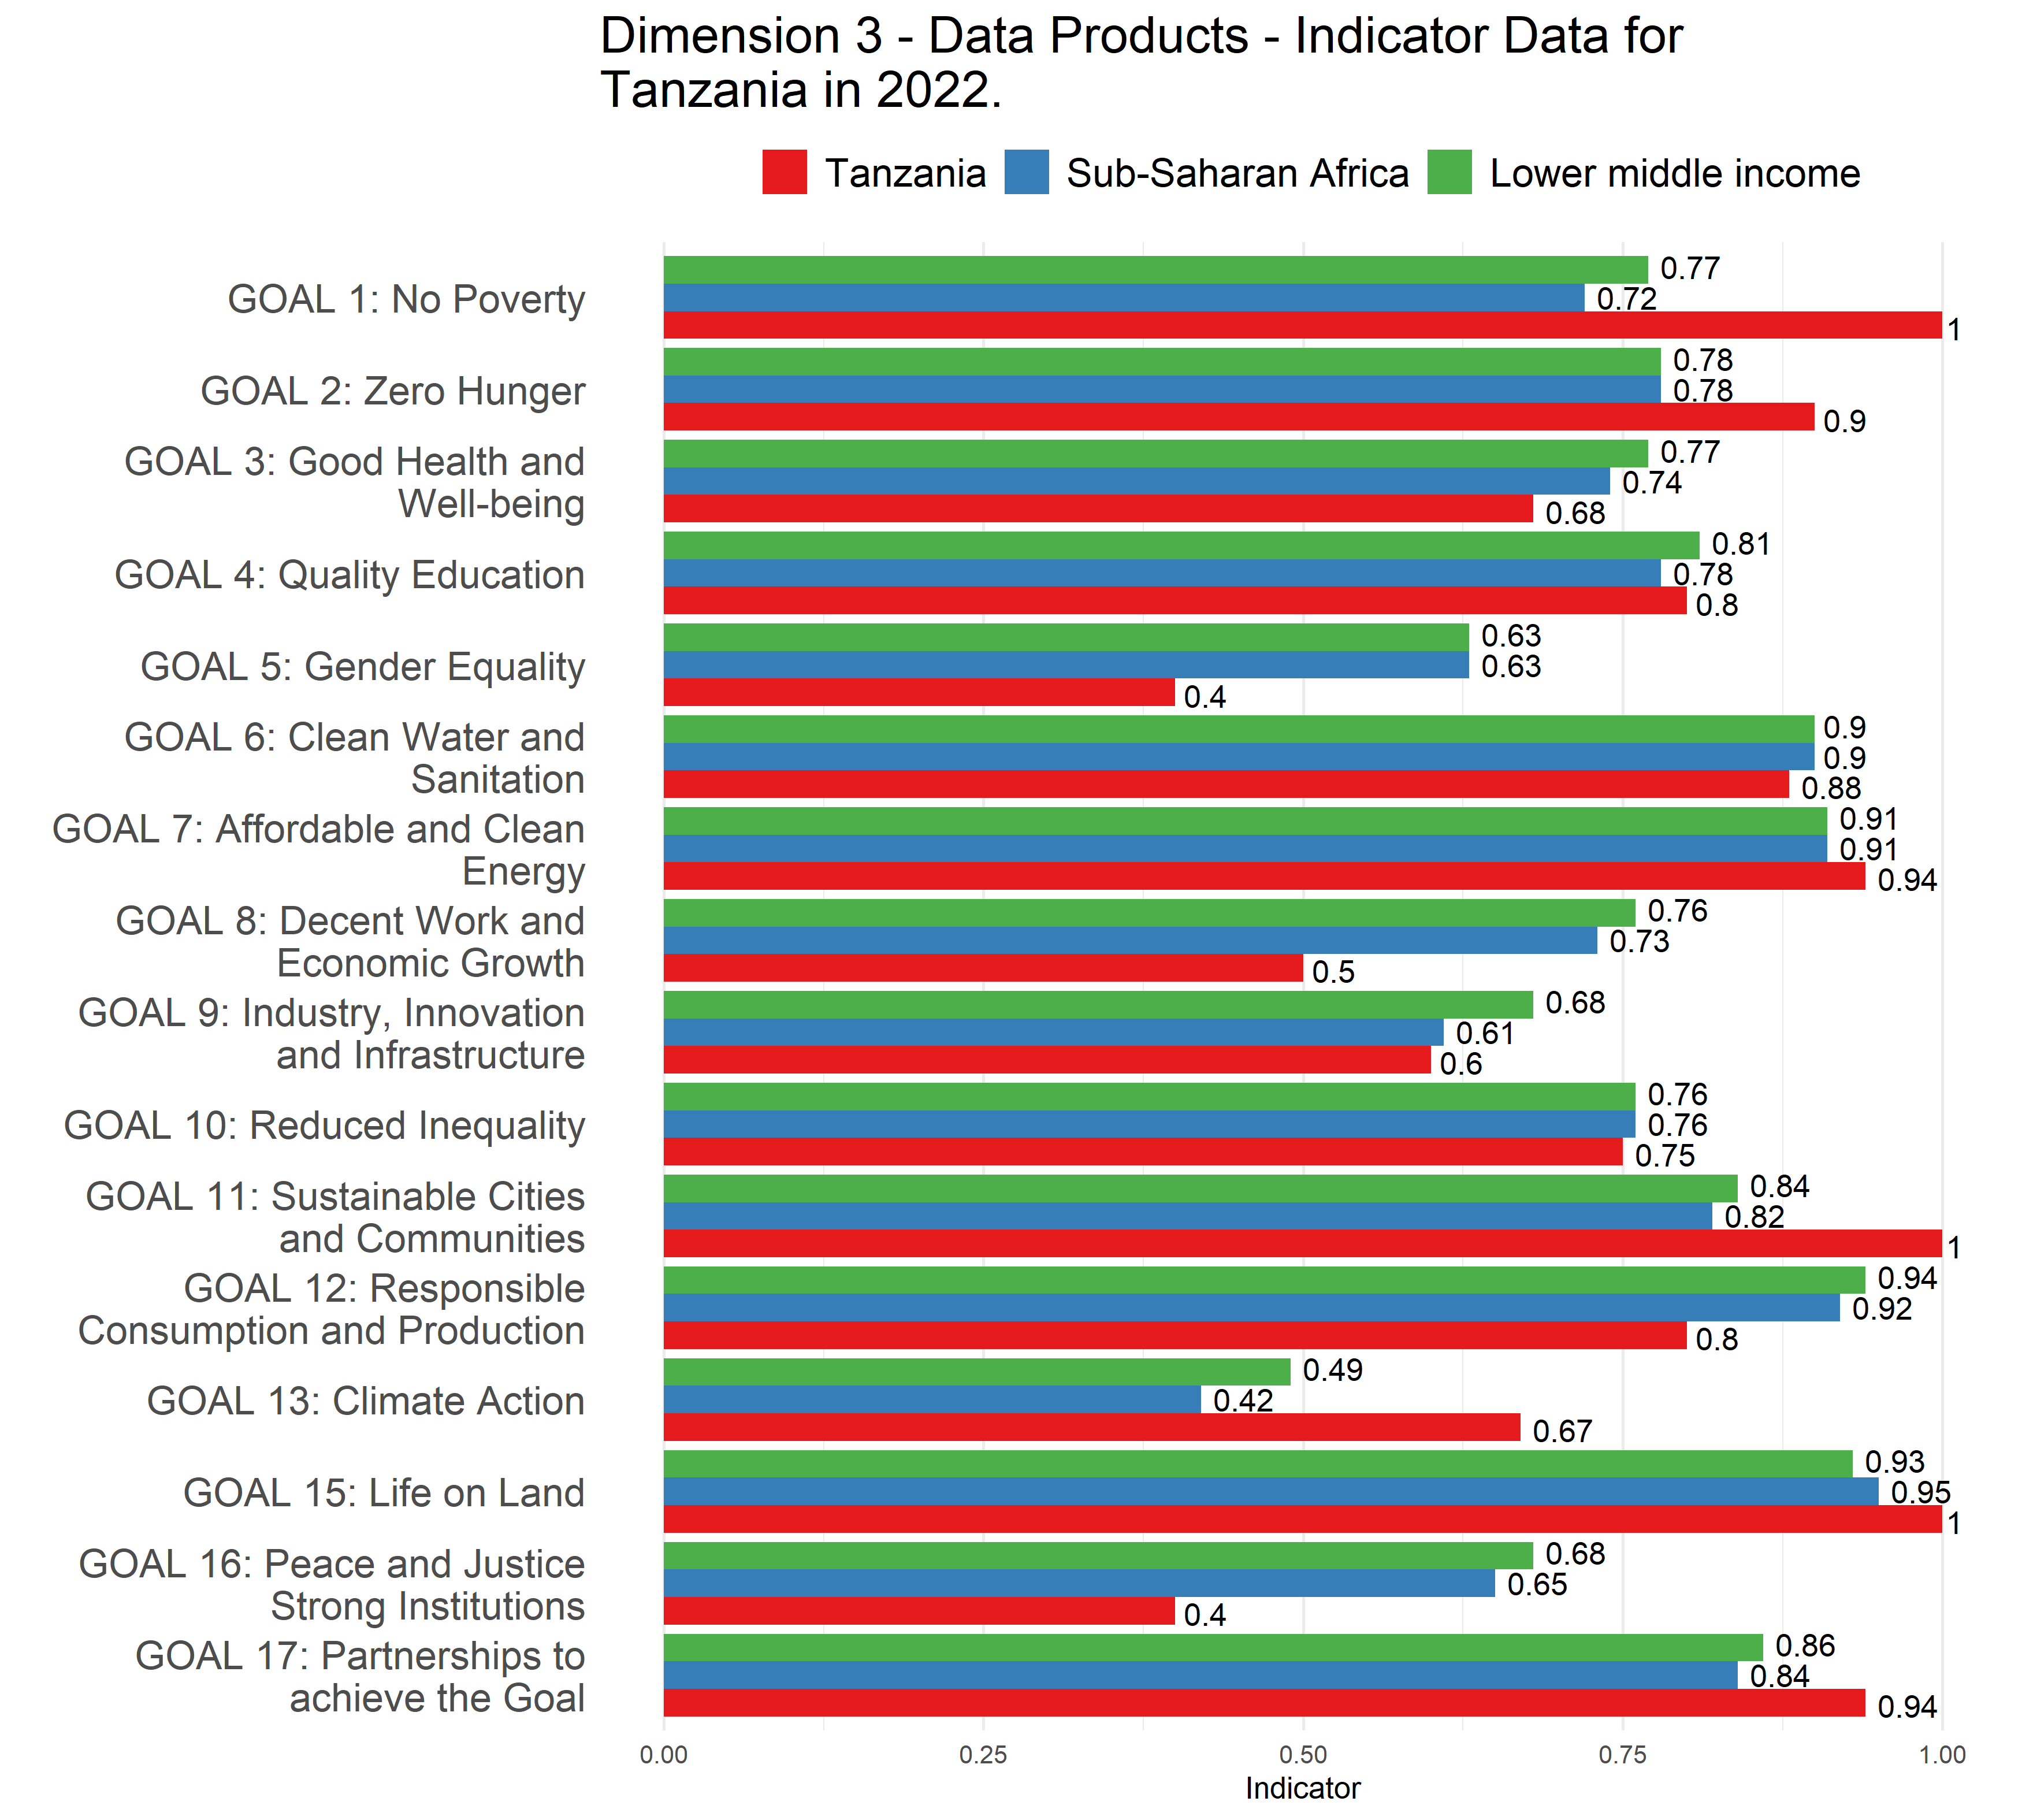 Dimension 3 - Data Products - Indicator Data for
Tanzania in 2022.
Tanzania Sub-Saharan Africa Lower middle income
GOAL 1: No Poverty
0.77
0.72
1
GOAL 2: Zero Hunger
0.78
0.78
0.9
GOAL 3: Good Health and
Well-being
0.77
0.74
0.68
GOAL 4: Quality Education
0.81
0.78
0.8
GOAL 5: Gender Equality
0.63
0.63
0.4
GOAL 6: Clean Water and
Sanitation
0.9
0.9
0.88
GOAL 7: Affordable and Clean
Energy
0.91
0.91
0.94
GOAL 8: Decent Work and
Economic Growth
0.76
0.73
0.5
GOAL 9: Industry, Innovation
and Infrastructure
0.68
0.61
0.6
GOAL 10: Reduced Inequality
0.76
0.76
0.75
GOAL 11: Sustainable Cities
and Communities
0.84
0.82
1
GOAL 12: Responsible
Consumption and Production
0.94
0.92
0.8
GOAL 13: Climate Action
0.49
0.42
0.67
GOAL 15: Life on Land
0.93
0.95
1
GOAL 16: Peace and Justice
Strong Institutions
0.68
0.65
0.4
GOAL 17: Partnerships to
achieve the Goal
0.86
0.84
0.94
0.00 0.25 0.50 0.75 1.00
Indicator